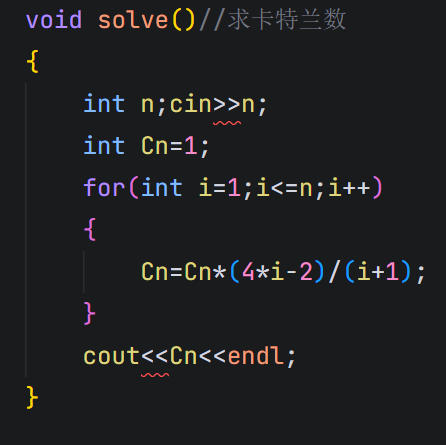 void solve()//求卡特兰数
{
int n;cin>>n;
int Cn=1;
for(int i=1;i<=n;i++)
{
Cn=Cn*(4*i-2)/(i+1);
}
cout<<Cn<<endl;
}